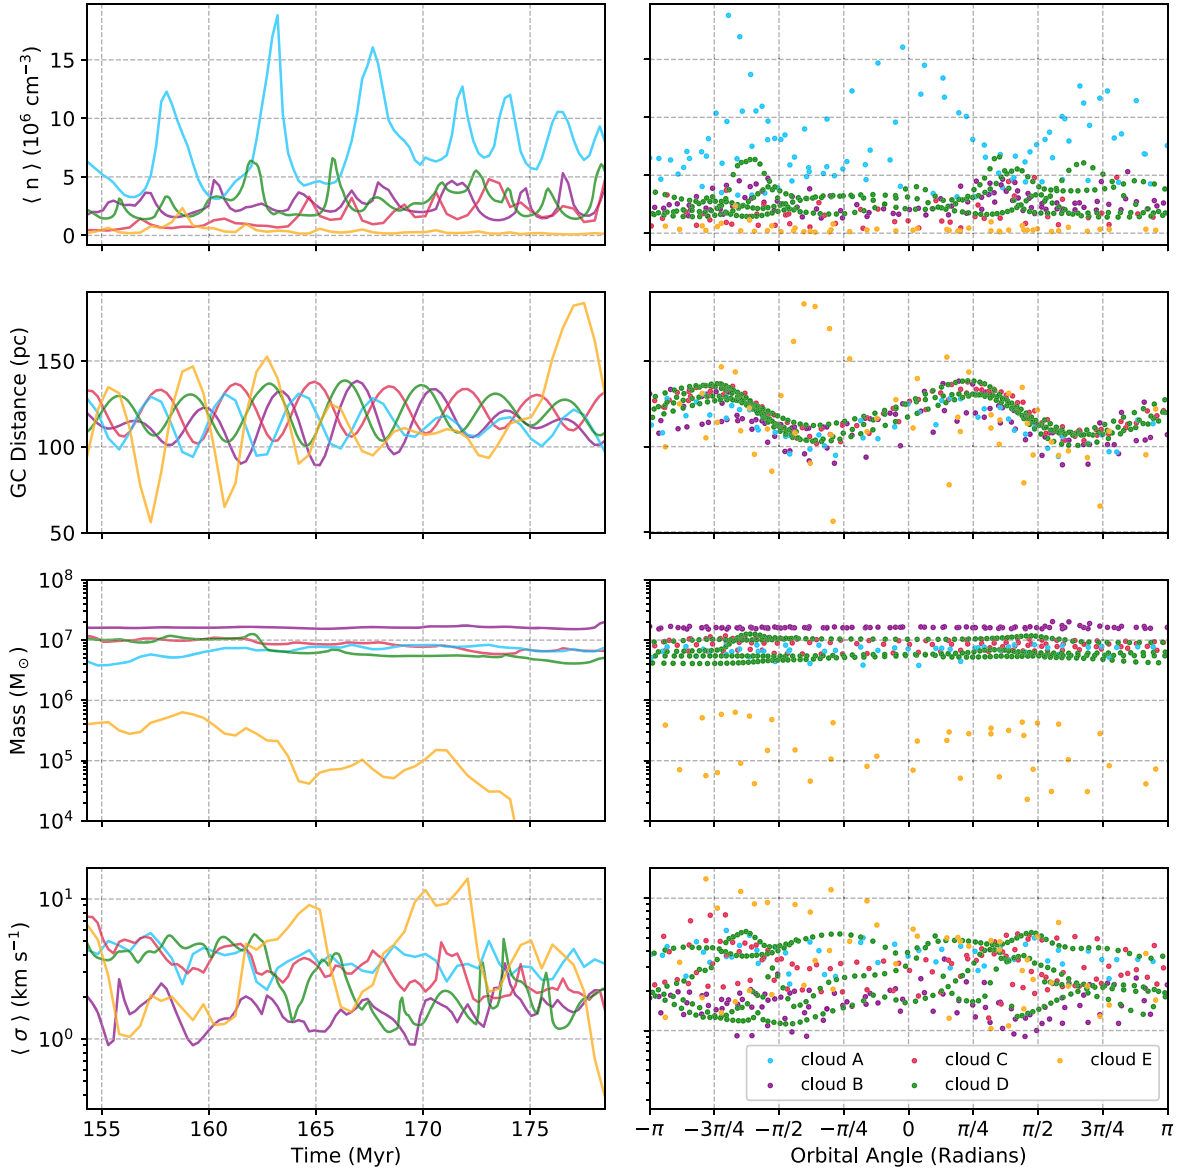 ⟨ n ⟩ (10⁶ cm⁻³)
15
10
5
0
GC Distance (pc)
150
100
50
Mass (M⊙)
10⁸
10⁷
10⁶
10⁵
10⁴
⟨ σ ⟩ (km s⁻¹)
10¹
10⁰
155 160 165 170 175
Time (Myr)
cloud A cloud C cloud E
cloud B cloud D
−π −3π/4 −π/2 −π/4 0 π/4 π/2 3π/4 π
Orbital Angle (Radians)